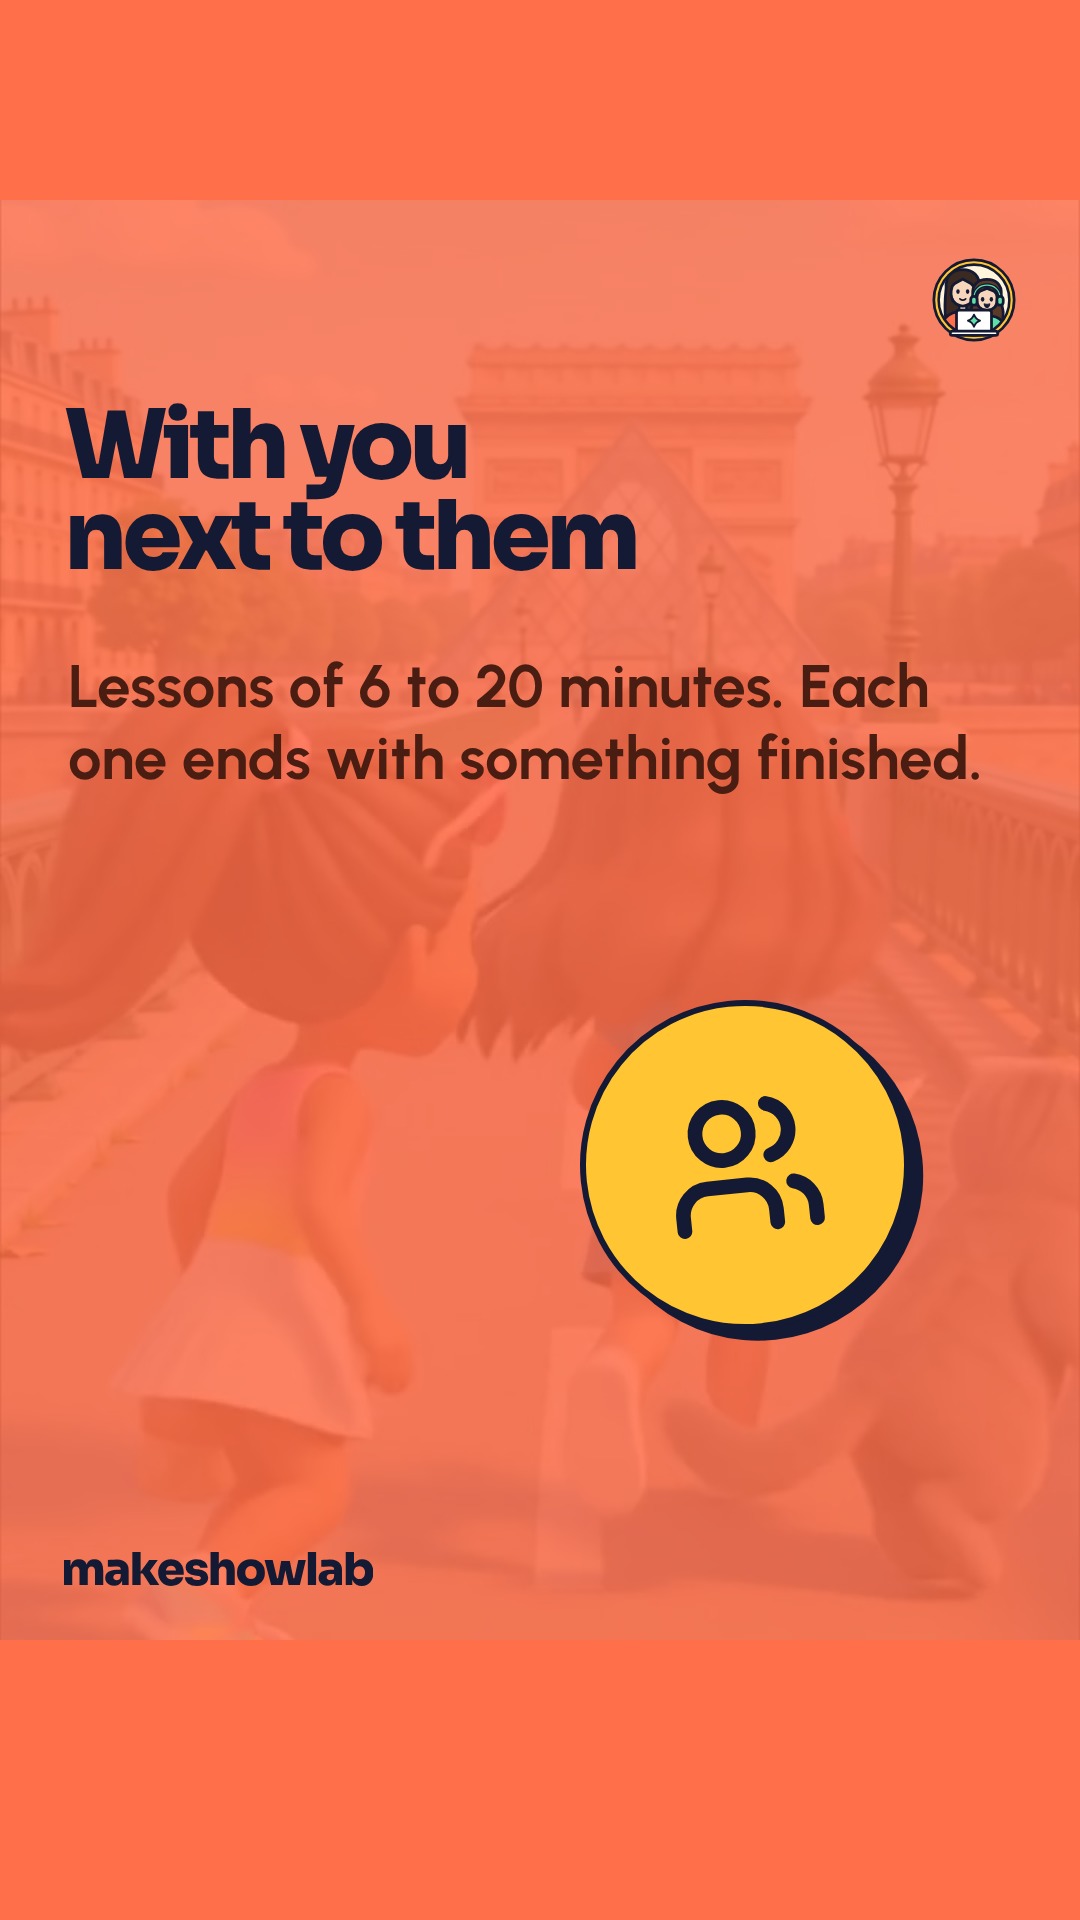 With you
next to them
Lessons of 6 to 20 minutes. Each
one ends with something finished.
makeshowlab